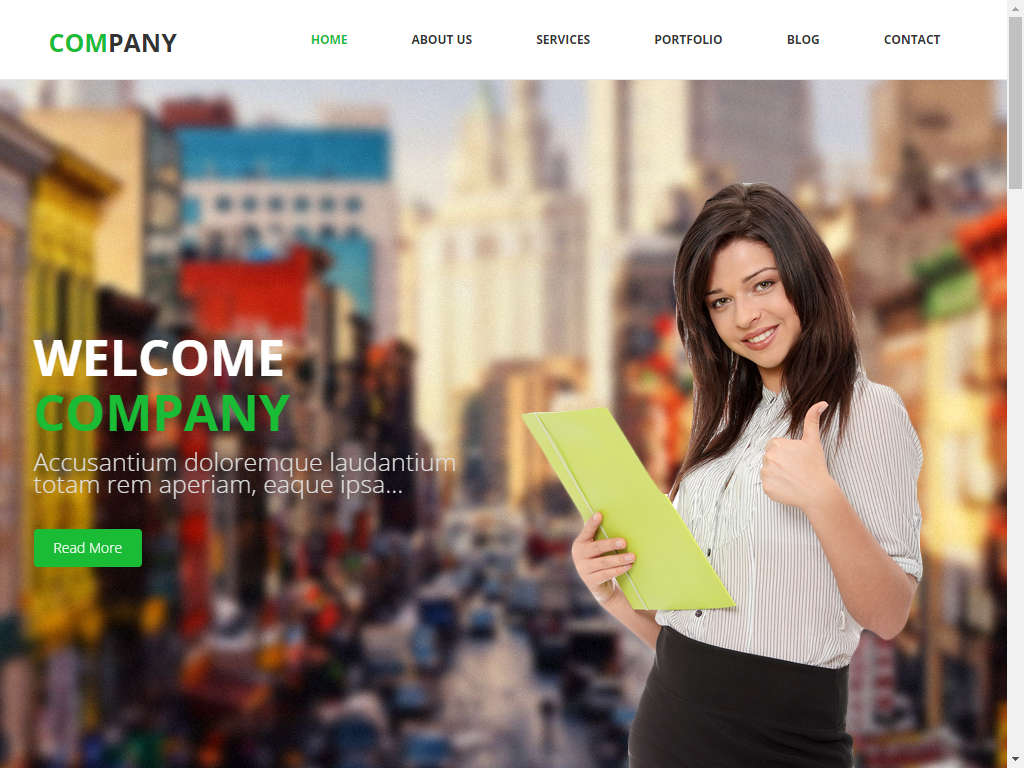 COMPANY
HOME ABOUT US SERVICES PORTFOLIO BLOG CONTACT
WELCOME
COMPANY
Accusantium doloremque laudantium
totam rem aperiam, eaque ipsa...
Read More